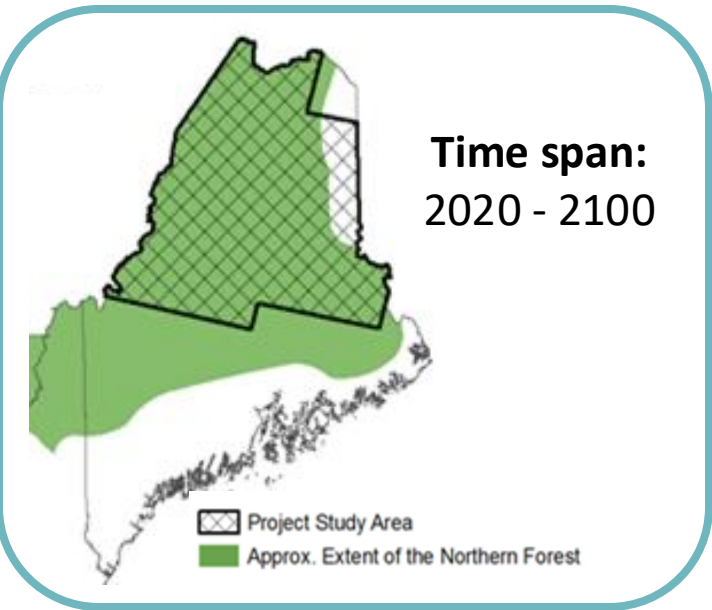 Time span:
2020 - 2100
Project Study Area
Approx. Extent of the Northern Forest